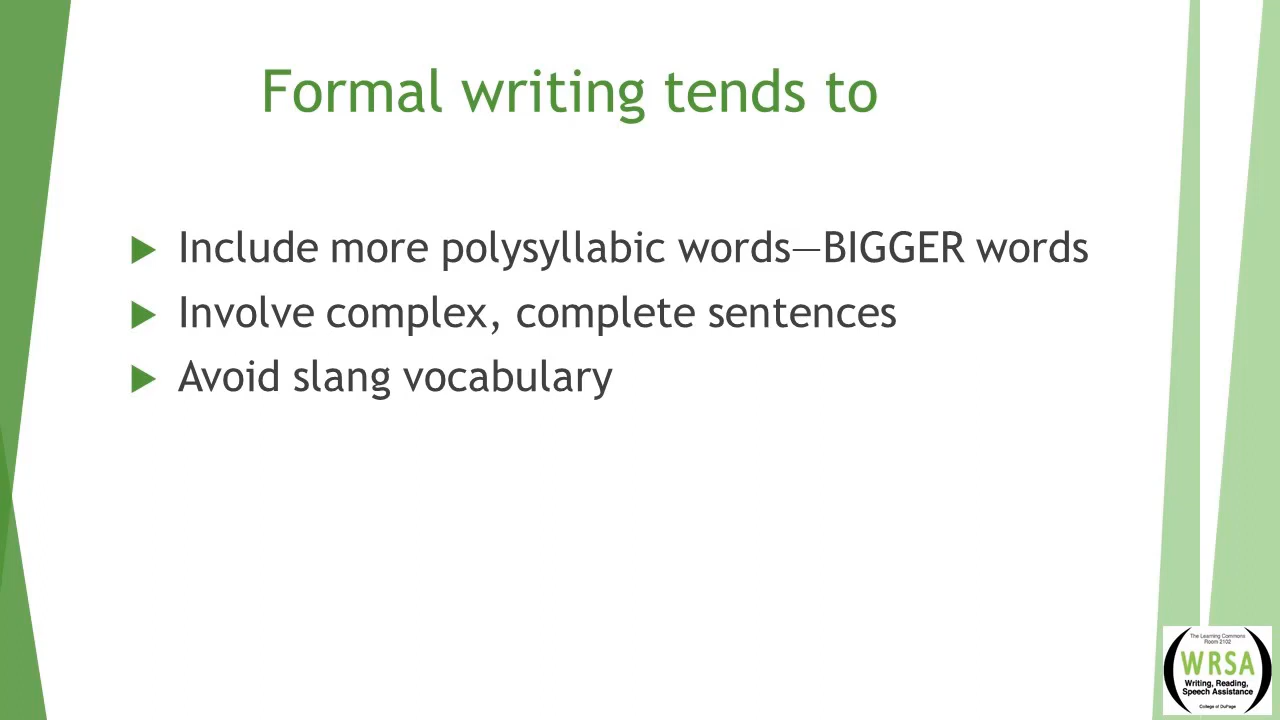 Formal writing tends to
Include more polysyllabic words—BIGGER words
Involve complex, complete sentences
Avoid slang vocabulary
The Learning Commons
Room 2102
WRSA
Writing, Reading,
Speech Assistance
College of DuPage